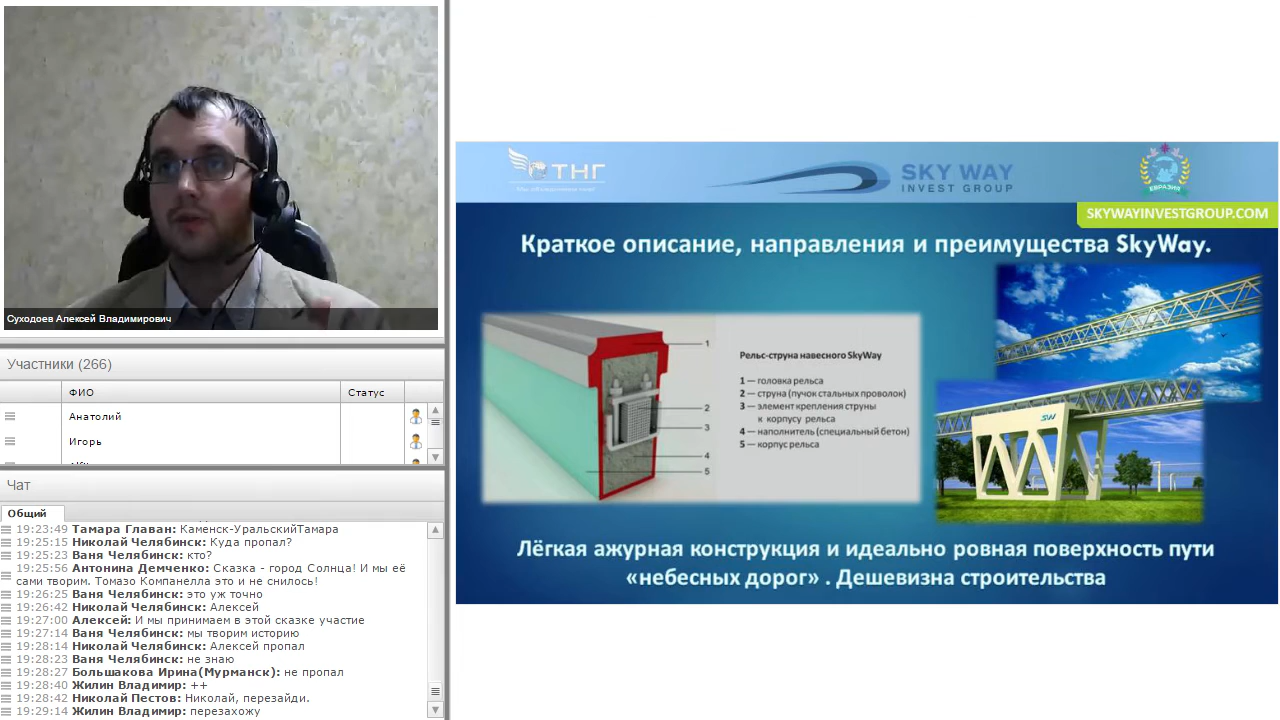 Суходоев Алексей Владимирович
Участники (266)
ФИО
Статус
Анатолий
Игорь
Чат
Общий
19:23:49 Тамара Главан: Каменск-УральскийТамара
19:25:15 Николай Челябинск: Куда пропал?
19:25:23 Ваня Челябинск: кто?
19:25:56 Антонина Демченко: Сказка - город Солнца! И мы её
сами творим. Томазо Компанелла это и не снилось!
19:26:25 Ваня Челябинск: это уж точно
19:26:42 Николай Челябинск: Алексей
19:27:00 Алексей: И мы принимаем в этой сказке участие
19:27:14 Ваня Челябинск: мы творим историю
19:28:14 Николай Челябинск: Алексей пропал
19:28:23 Ваня Челябинск: не знаю
19:28:27 Большакова Ирина(Мурманск): не пропал
19:28:40 Жилин Владимир: ++
19:28:42 Николай Пестов: Николай, перезайди.
19:29:14 Жилин Владимир: перезахожу
ТНГ
SKY WAY
INVEST GROUP
ЕВРАЗИЯ
SKYWAYINVESTGROUP.COM
Краткое описание, направления и преимущества SkyWay.
1
2
3
4
5
Рельс-струна навесного SkyWay
1 — головка рельса
2 — струна (пучок стальных проволок)
3 — элемент крепления струны
к корпусу рельса
4 — наполнитель (специальный бетон)
5 — корпус рельса
SW
Лёгкая ажурная конструкция и идеально ровная поверхность пути
«небесных дорог» . Дешевизна строительства